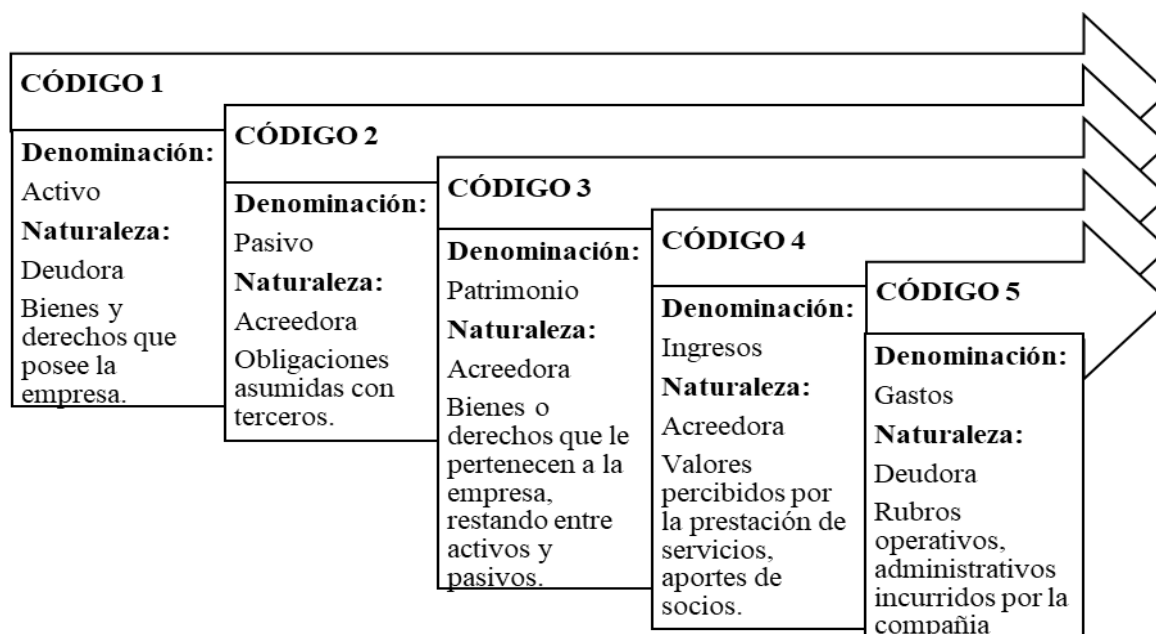 CÓDIGO 1
Denominación:
Activo
Naturaleza:
Deudora
Bienes y
derechos que
posee la
empresa.
CÓDIGO 2
Denominación:
Pasivo
Naturaleza:
Acreedora
Obligaciones
asumidas con
terceros.
CÓDIGO 3
Denominación:
Patrimonio
Naturaleza:
Acreedora
Bienes o
derechos que le
pertenecen a la
empresa,
restando entre
activos y
pasivos.
CÓDIGO 4
Denominación:
Ingresos
Naturaleza:
Acreedora
Valores
percibidos por
la prestación de
servicios,
aportes de
socios.
CÓDIGO 5
Denominación:
Gastos
Naturaleza:
Deudora
Rubros
operativos,
administrativos
incurridos por la
compañia